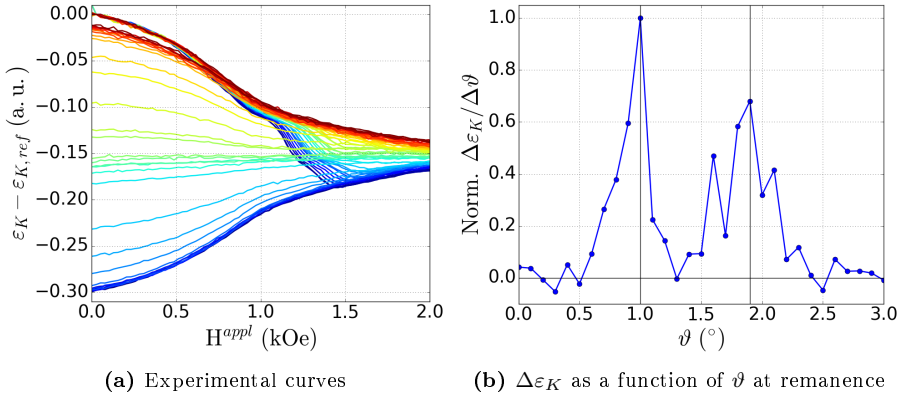 0.00
−0.05
−0.10
−0.15
−0.20
−0.25
−0.30
ε_K − ε_{K,ref} (a. u.)
0.0 0.5 1.0 1.5 2.0
H^{appl} (kOe)
(a) Experimental curves
1.0
0.8
0.6
0.4
0.2
0.0
Norm. Δε_K/Δϑ
0.0 0.5 1.0 1.5 2.0 2.5 3.0
ϑ (°)
(b) Δε_K as a function of ϑ at remanence